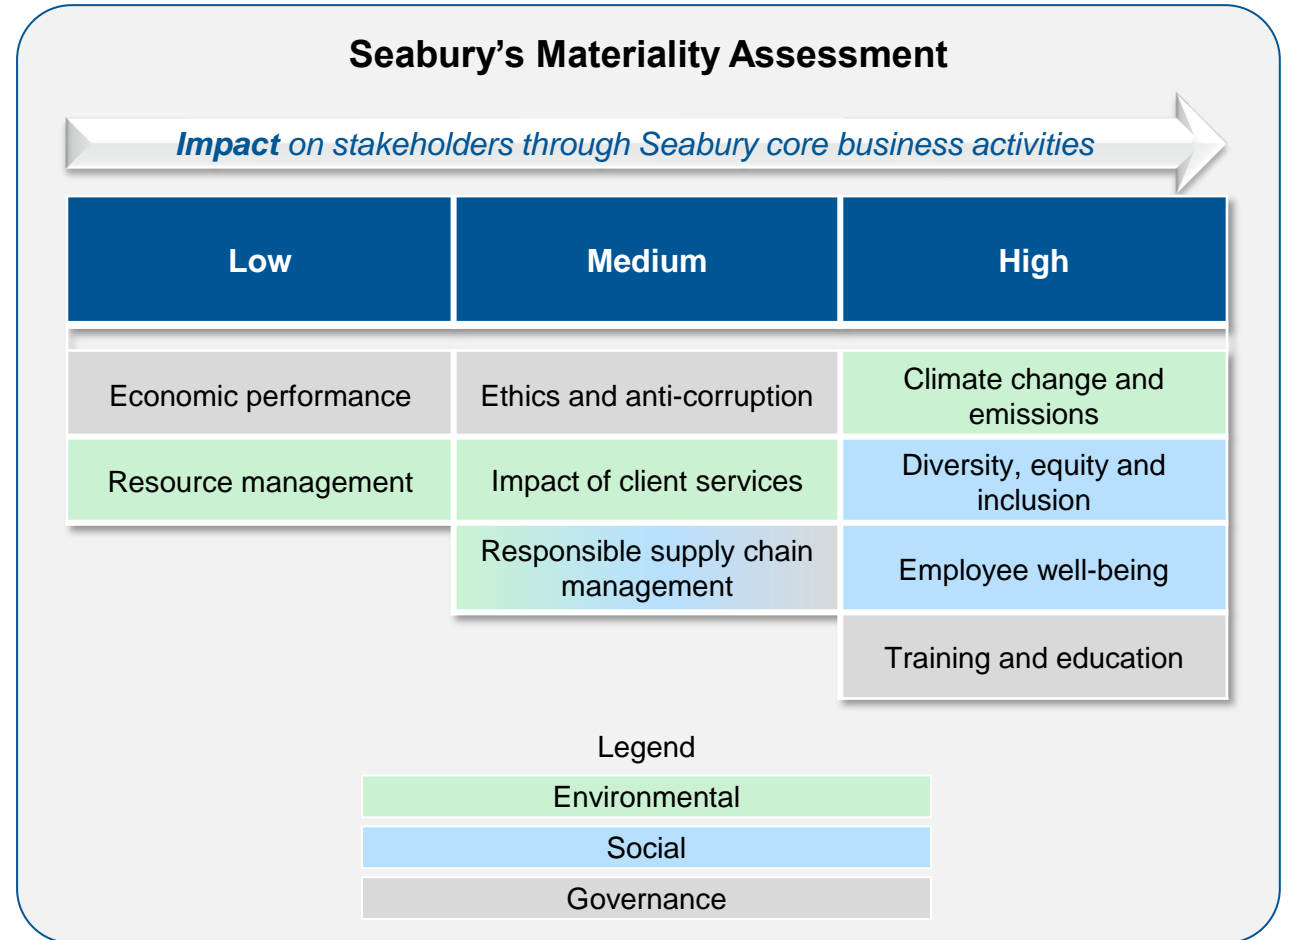 Seabury’s Materiality Assessment
Impact on stakeholders through Seabury core business activities
Low
Medium
High
Economic performance
Ethics and anti-corruption
Climate change and
emissions
Resource management
Impact of client services
Diversity, equity and
inclusion
Responsible supply chain
management
Employee well-being
Training and education
Legend
Environmental
Social
Governance